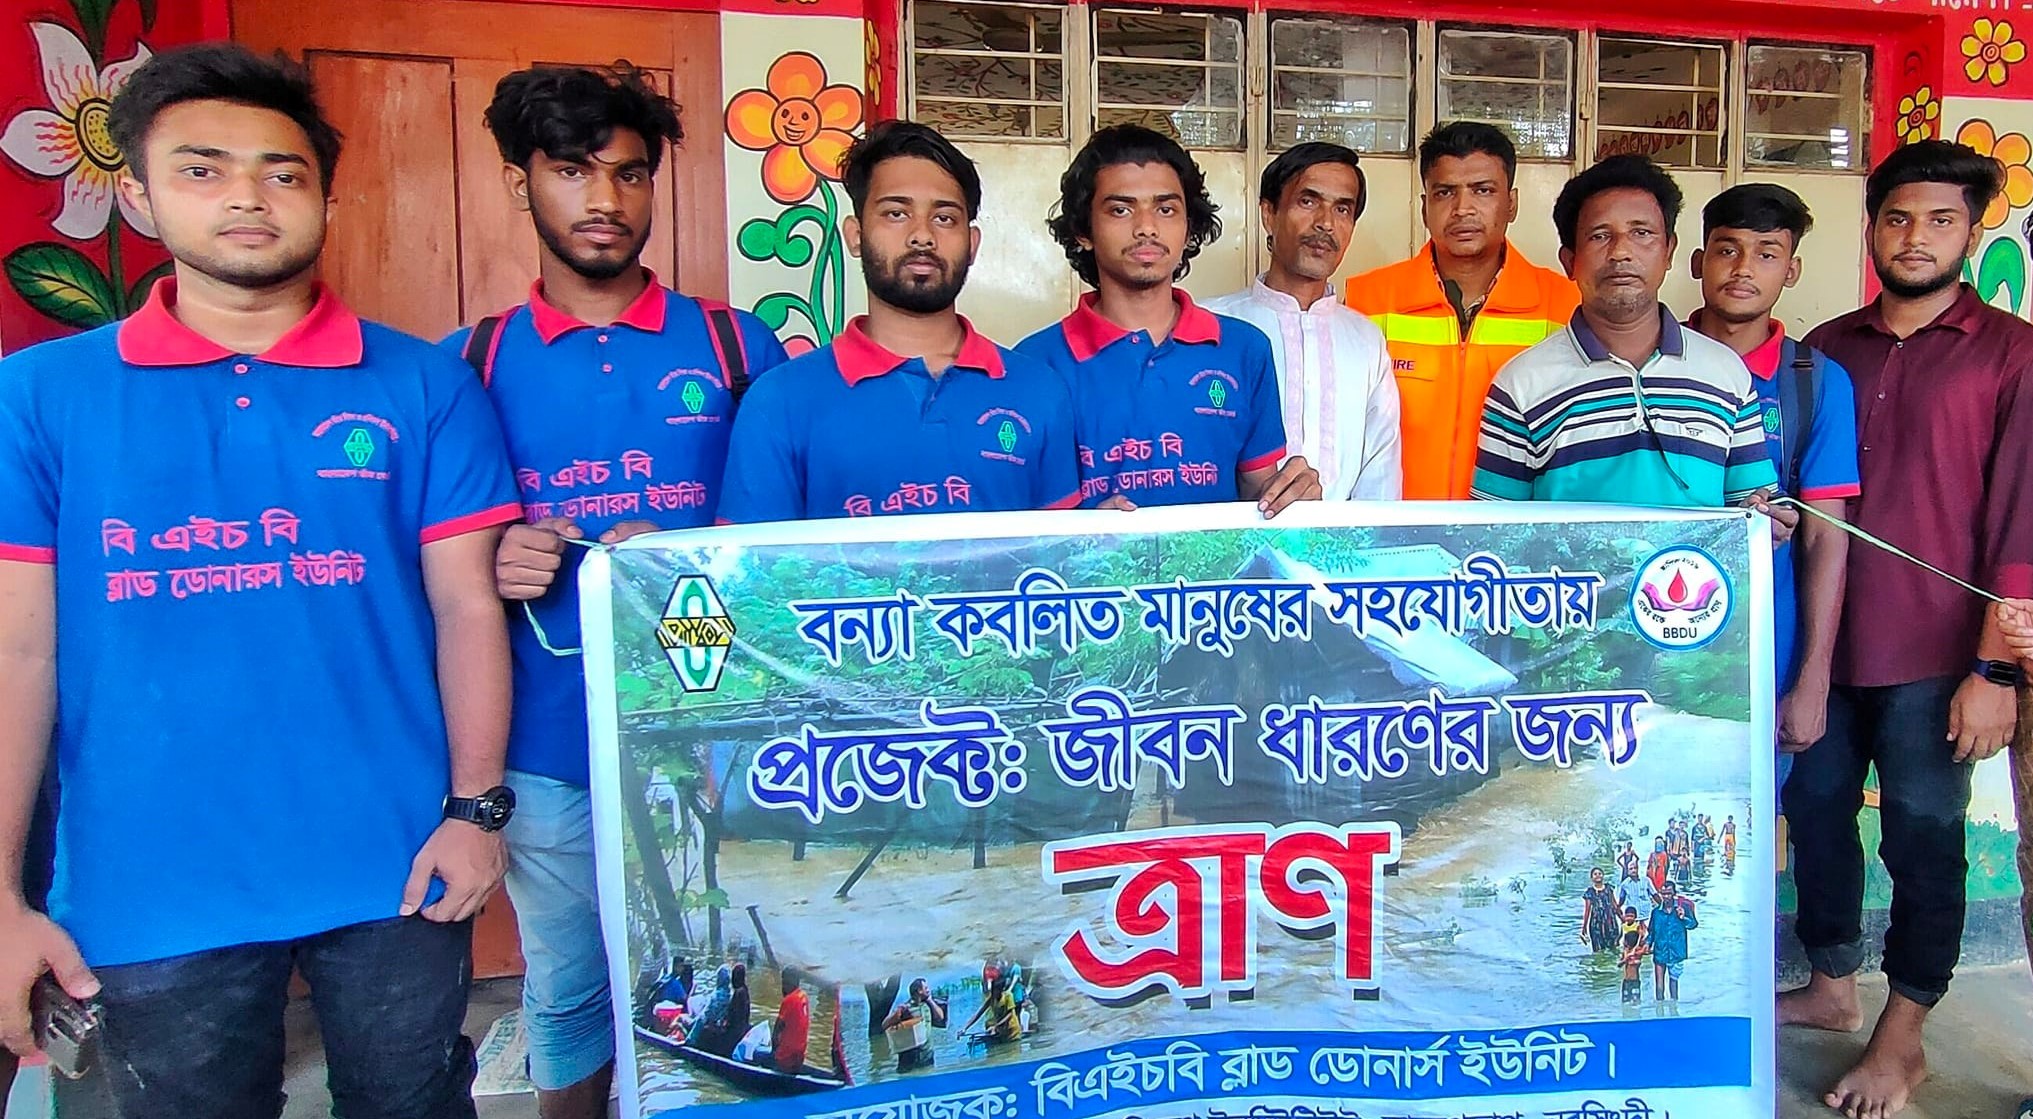 বি এইচ বি
ব্লাড ডোনারস ইউনিট
বি এইচ বি
ডোনারস ইউনিট
বি এইচ বি
বি এইচ বি
ব্লাড ডোনারস ইউনি
IRE
বন্যা কবলিত মানুষের সহযোগীতায়
BBDU
প্রজেক্ট: জীবন ধারণের জন্য
ত্রাণ
বিএইচবি ব্লাড ডোনার্স ইউনিট।